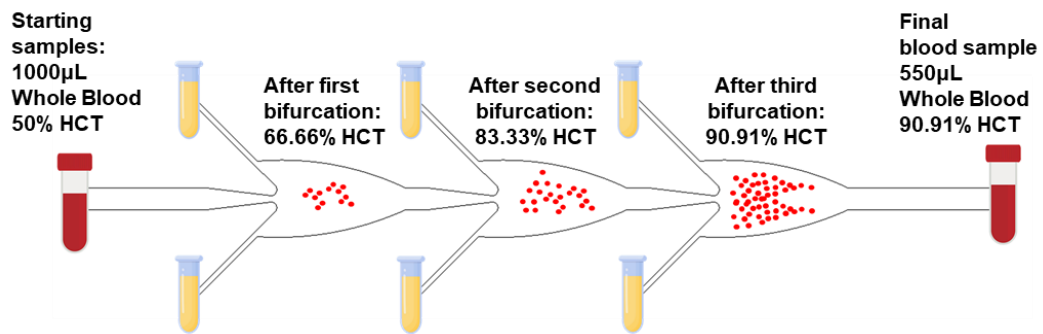 Starting
samples:
1000µL
Whole Blood
50% HCT
After first
bifurcation:
66.66% HCT
After second
bifurcation:
83.33% HCT
After third
bifurcation:
90.91% HCT
Final
blood sample
550µL
Whole Blood
90.91% HCT